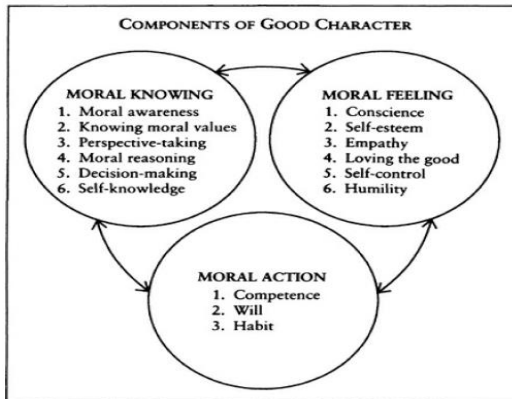 COMPONENTS OF GOOD CHARACTER
MORAL KNOWING
1. Moral awareness
2. Knowing moral values
3. Perspective-taking
4. Moral reasoning
5. Decision-making
6. Self-knowledge
MORAL FEELING
1. Conscience
2. Self-esteem
3. Empathy
4. Loving the good
5. Self-control
6. Humility
MORAL ACTION
1. Competence
2. Will
3. Habit